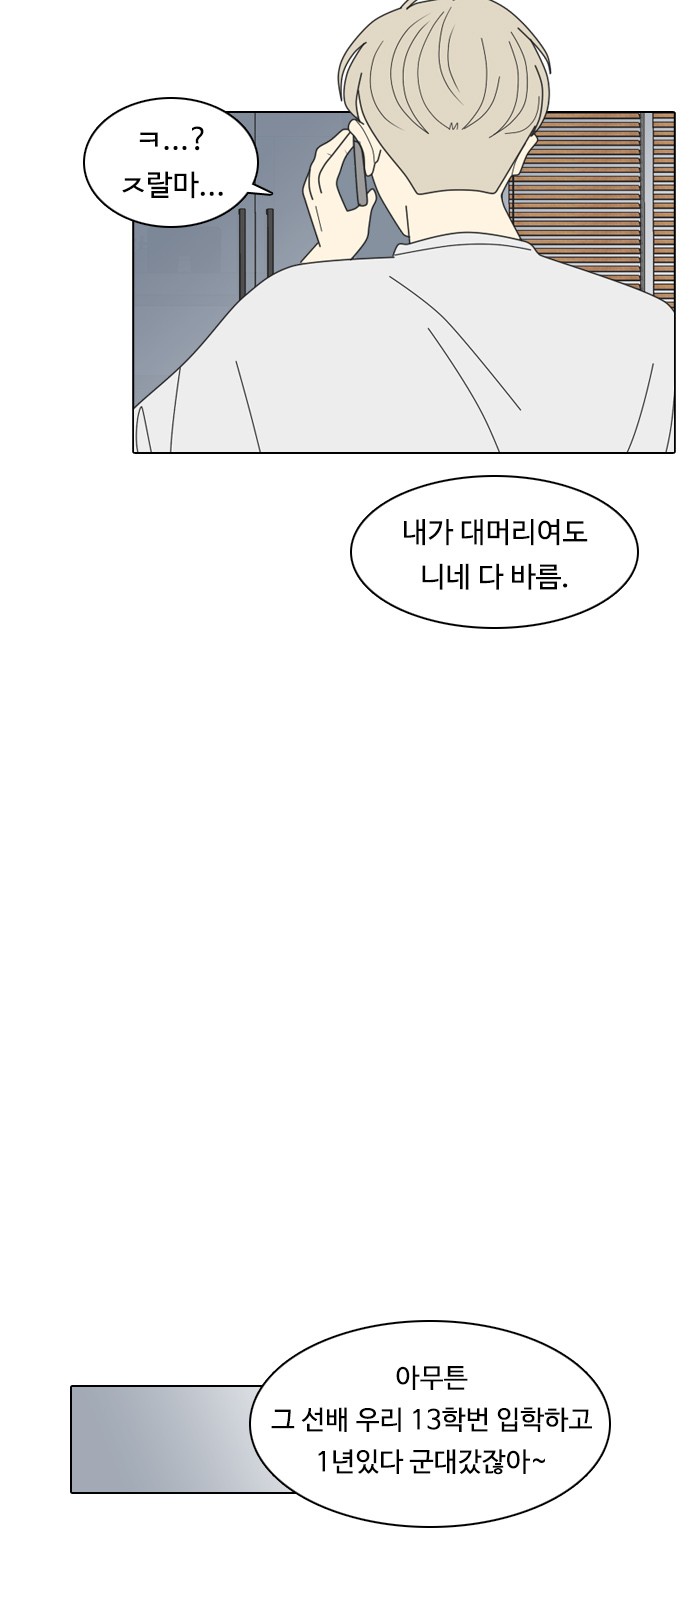 ㅋ...?
ㅈ랄마...
내가 대머리여도
니네 다 바름.
아무튼
그 선배 우리 13학번 입학하고
1년있다 군대갔잖아~